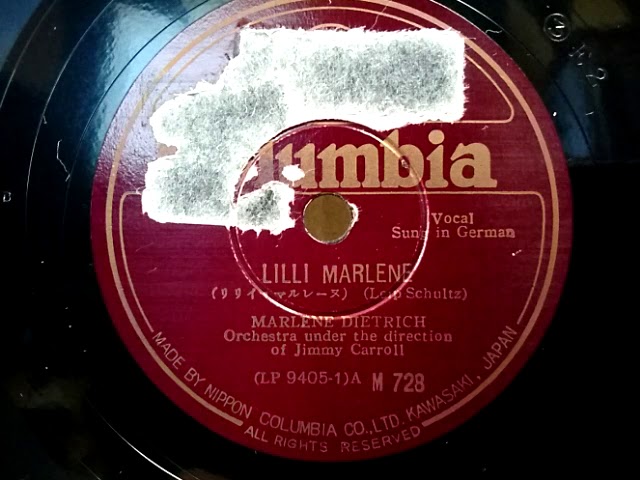 lumbia
Vocal
Sung in German
LILLI MARLENE
(リリイ・マルレーヌ) (Leip Schultz)
MARLENE DIETRICH
Orchestra under the direction
of Jimmy Carroll
(LP 9405-1)A M 728
MADE BY NIPPON COLUMBIA CO.,LTD. KAWASAKI, JAPAN
ALL RIGHTS RESERVED